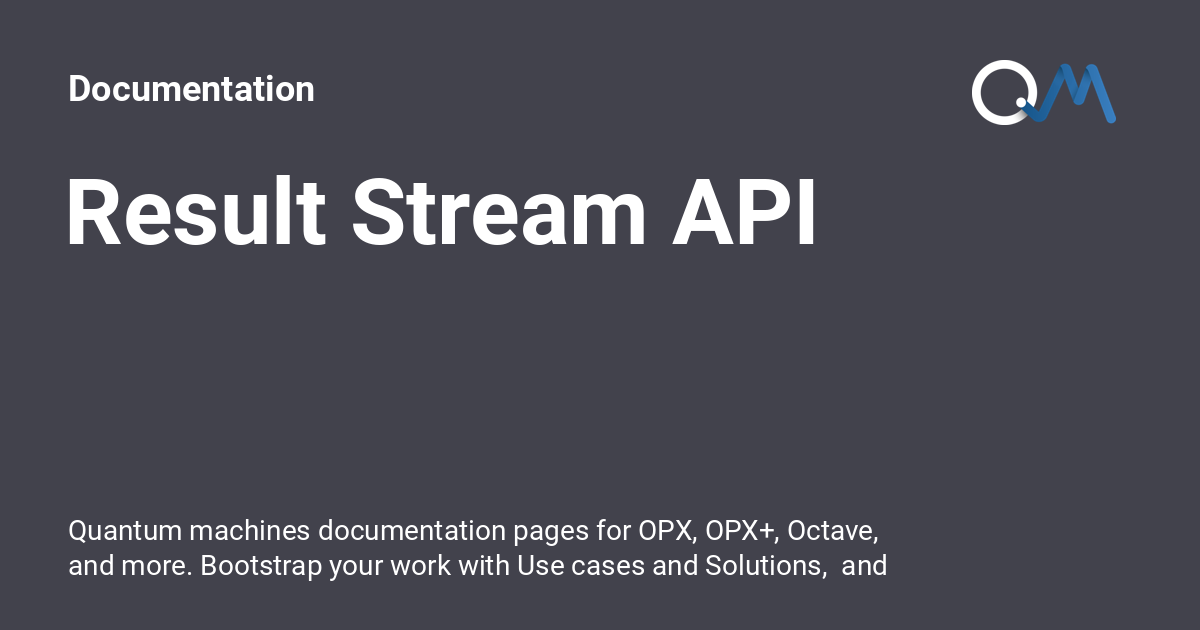 Documentation
QM
Result Stream API
Quantum machines documentation pages for OPX, OPX+, Octave,
and more. Bootstrap your work with Use cases and Solutions,  and